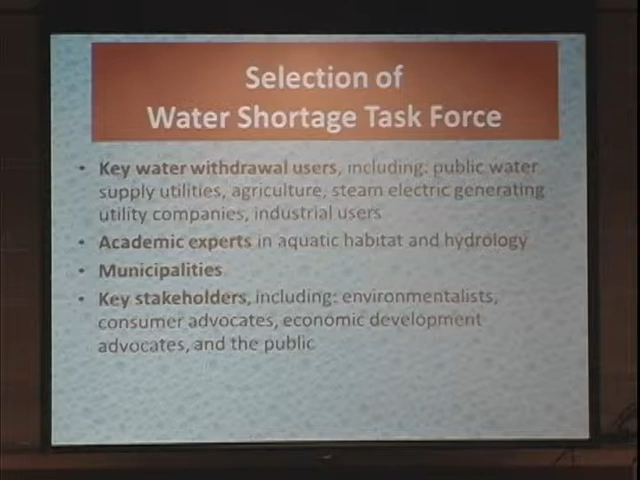 Selection of
Water Shortage Task Force
• Key water withdrawal users, including: public water
supply utilities, agriculture, steam electric generating
utility companies, industrial users
• Academic experts in aquatic habitat and hydrology
• Municipalities
• Key stakeholders, including: environmentalists,
consumer advocates, economic development
advocates, and the public